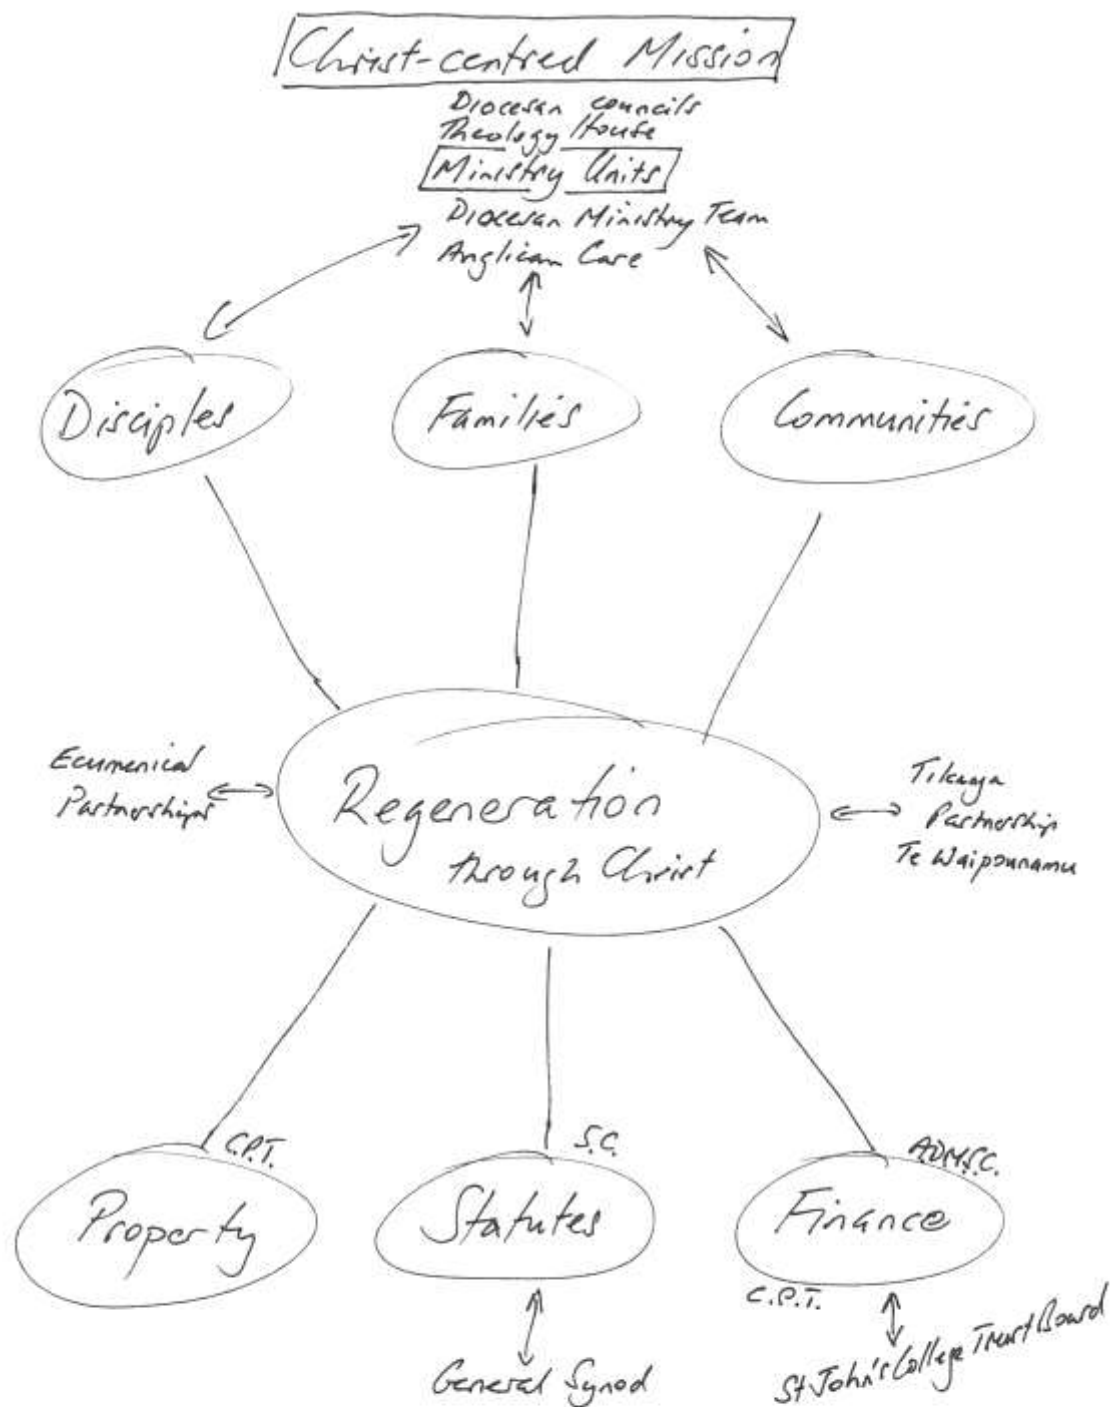 Christ-centred Mission
Diocesan councils
Theology House
Ministry Units
Diocesan Ministry Team
Anglican Care
Disciples
Families
Communities
Ecumenical
Partnerships
Regeneration
through Christ
Tikanga
Partnership
Te Waipounamu
C.P.T.
Property
S.C.
Statutes
A.D.M.S.C.
Finance
C.P.T.
General Synod
St John's College Trust Board